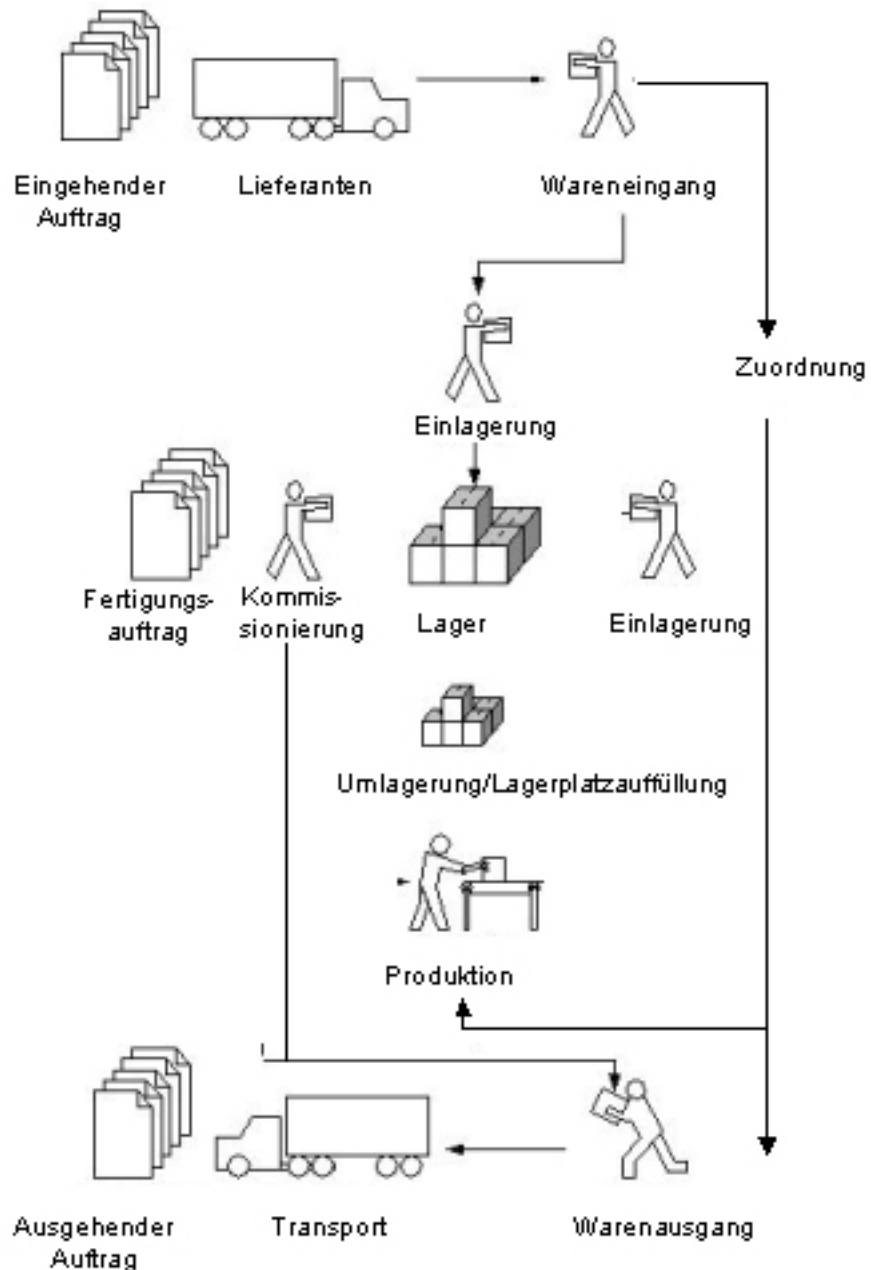 Eingehender
Auftrag
Lieferanten
Wareneingang
Zuordnung
Einlagerung
Fertigungs-
auftrag
Kommis-
sionierung
Lager
Einlagerung
Umlagerung/Lagerplatzauffüllung
Produktion
Ausgehender
Auftrag
Transport
Warenausgang